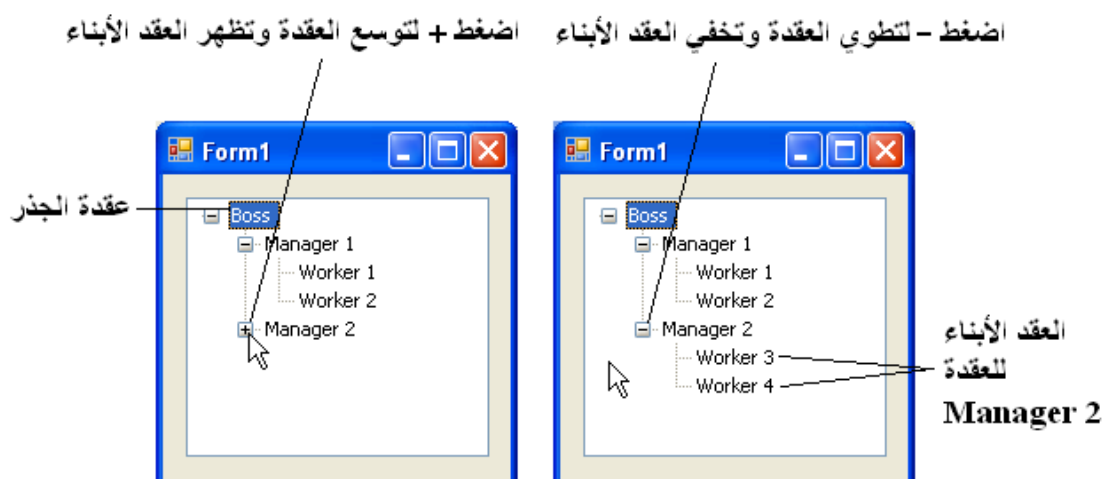 اضغط + لتوسع العقدة وتظهر العقد الأبناء
اضغط – لتطوي العقدة وتخفي العقد الأبناء
Form1
عقدة الجذر
Boss
Manager 1
Worker 1
Worker 2
Manager 2
Form1
Boss
Manager 1
Worker 1
Worker 2
Manager 2
Worker 3
Worker 4
العقد الأبناء
للعقدة
Manager 2